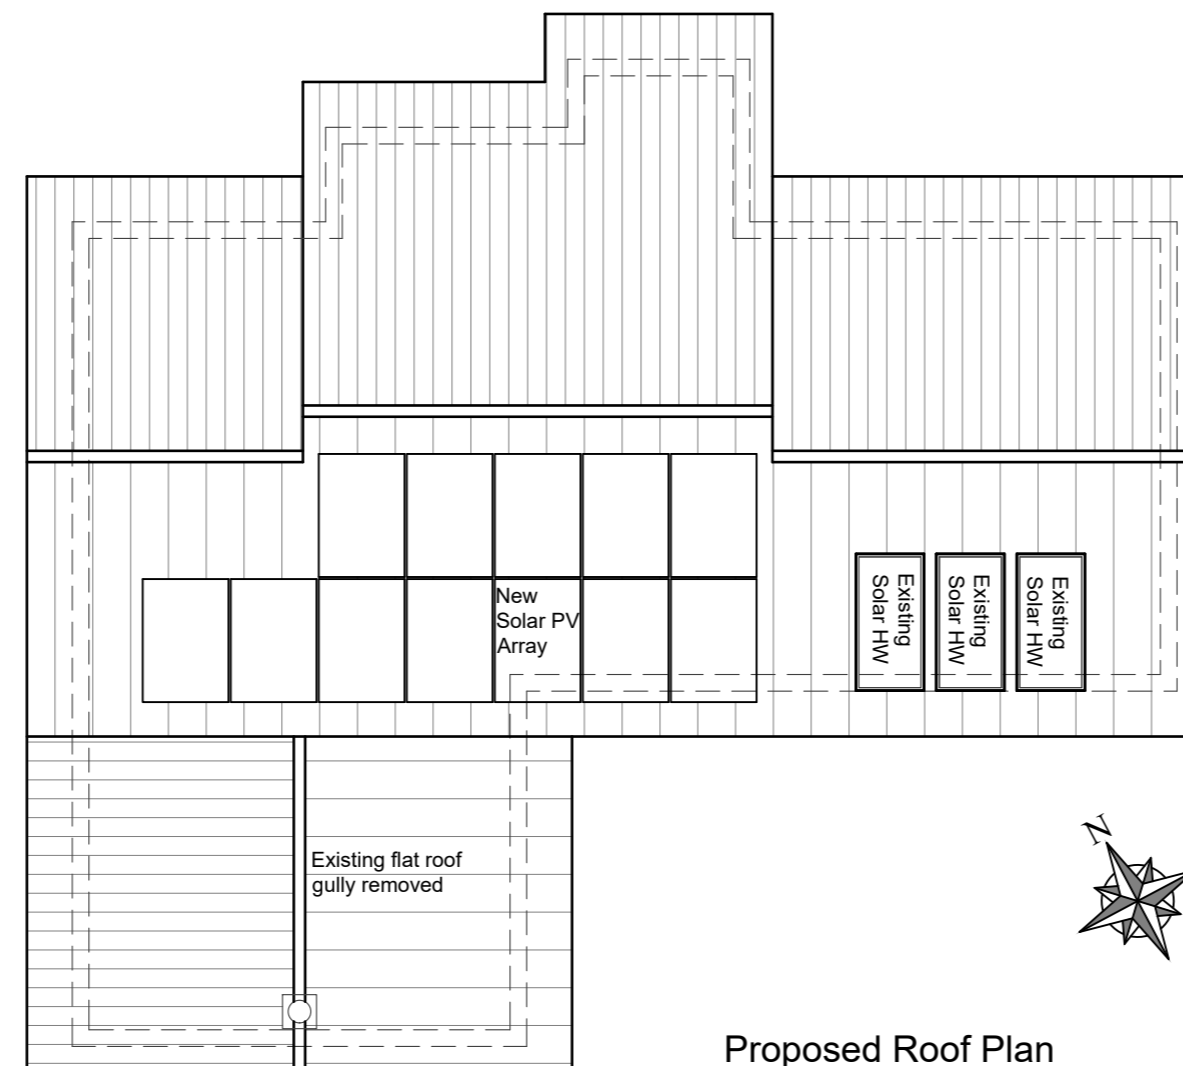 New
Solar PV
Array
Existing
Solar HW
Existing
Solar HW
Existing
Solar HW
Existing flat roof
gully removed
N
Proposed Roof Plan